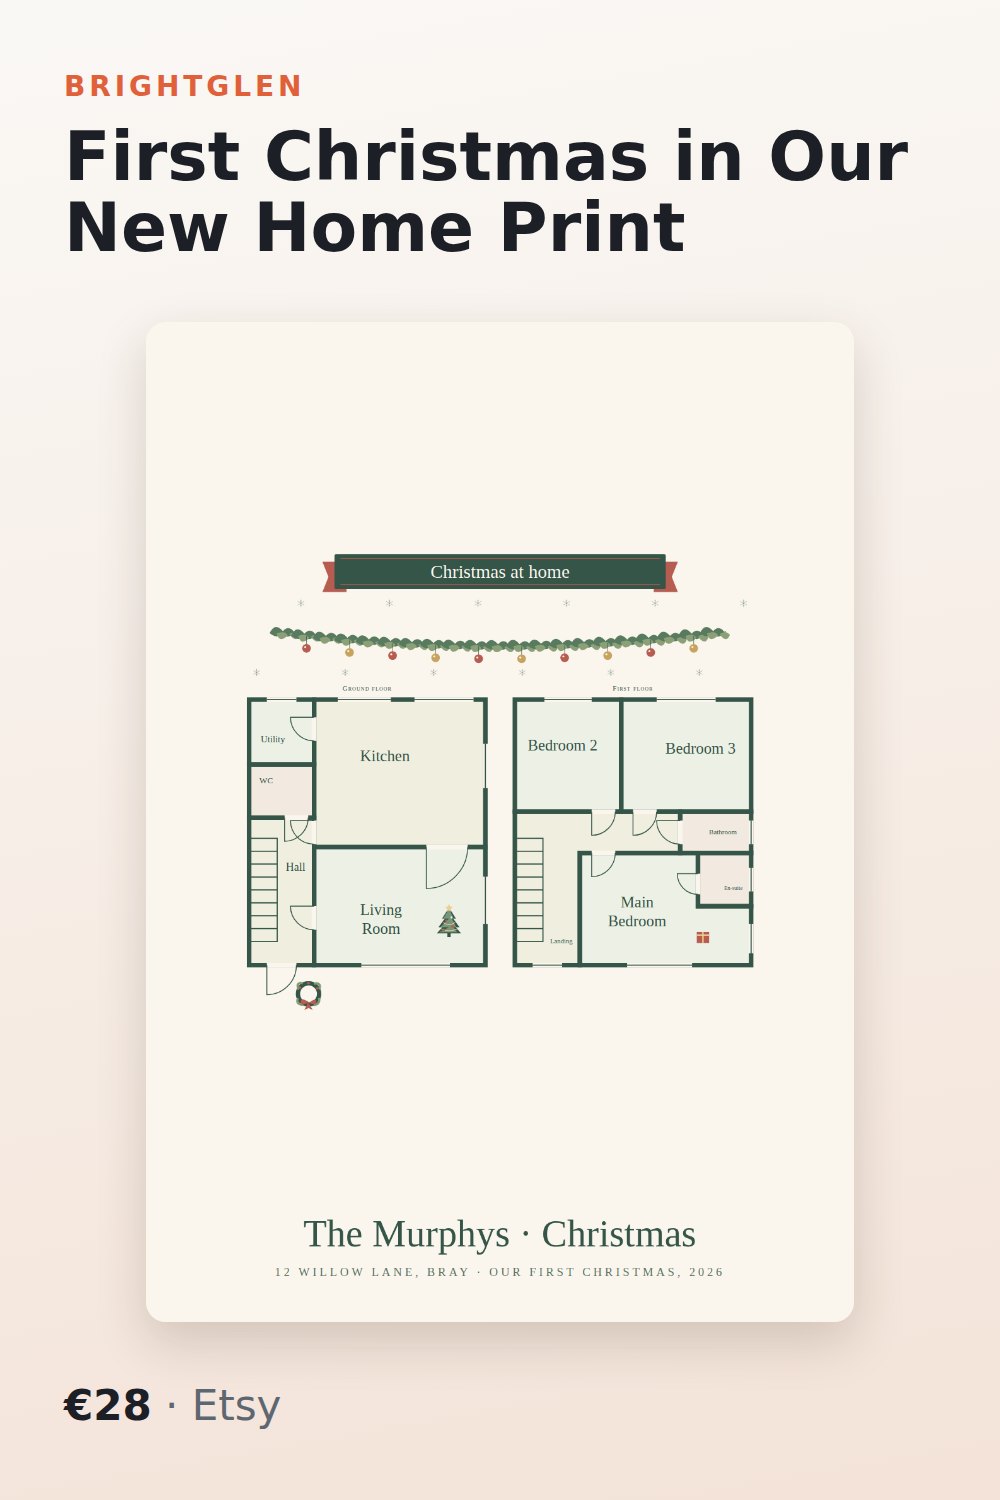 BRIGHTGLEN
First Christmas in Our
New Home Print
Christmas at home
Ground floor
First floor
Utility
WC
Kitchen
Hall
Living
Room
Bedroom 2
Bedroom 3
Bathroom
En-suite
Main
Bedroom
Landing
The Murphys · Christmas
12 WILLOW LANE, BRAY · OUR FIRST CHRISTMAS, 2026
€28 · Etsy